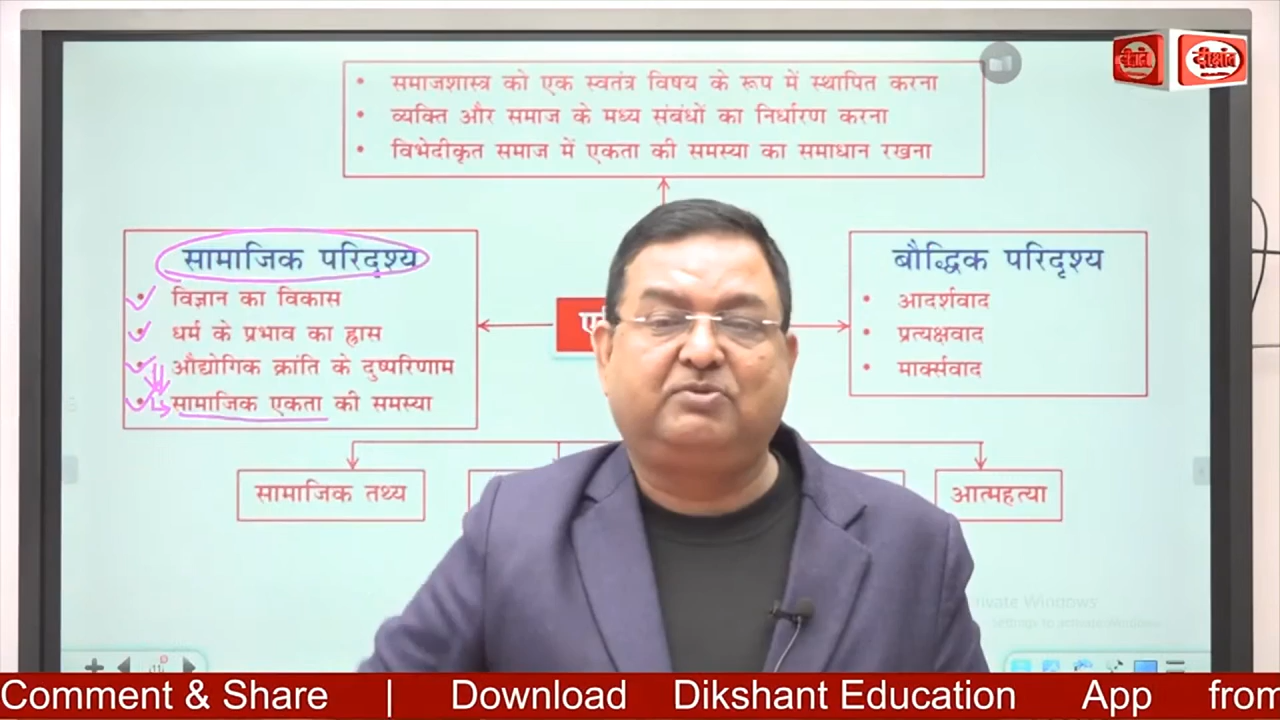 • समाजशास्त्र को एक स्वतंत्र विषय के रूप में स्थापित करना
• व्यक्ति और समाज के मध्य संबंधों का निर्धारण करना
• विभेदीकृत समाज में एकता की समस्या का समाधान रखना
दीक्षांत
सामाजिक परिदृश्य
• विज्ञान का विकास
• धर्म के प्रभाव का ह्रास
• औद्योगिक क्रांति के दुष्परिणाम
• सामाजिक एकता की समस्या
बौद्धिक परिदृश्य
• आदर्शवाद
• प्रत्यक्षवाद
• मार्क्सवाद
सामाजिक तथ्य
आत्महत्या
Windows
Comment & Share | Download Dikshant Education App from